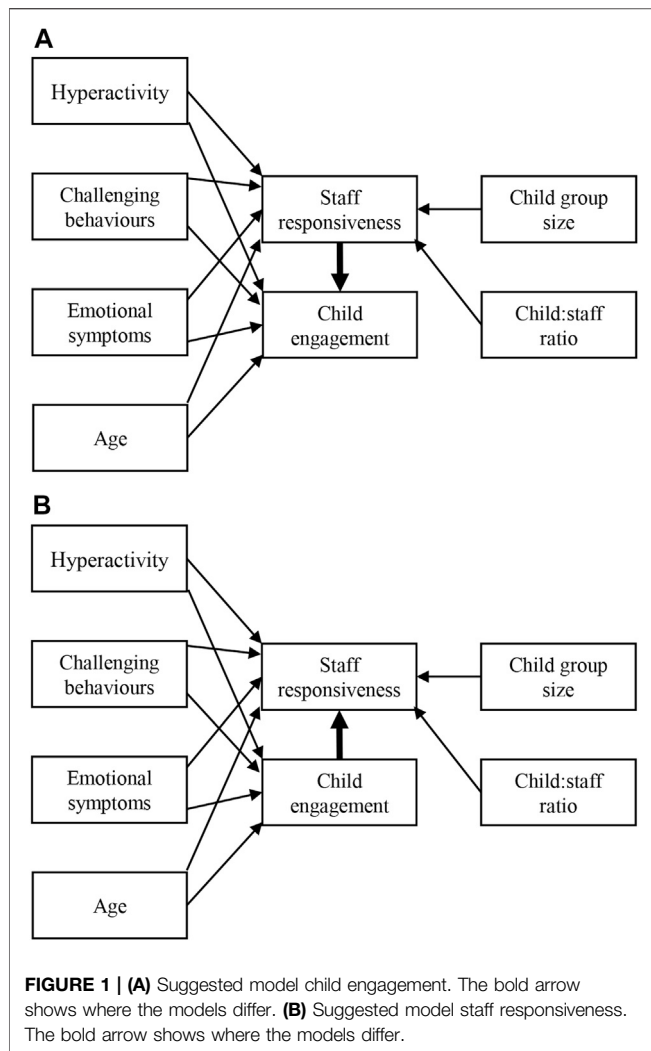 A
Hyperactivity
Challenging
behaviours
Emotional
symptoms
Age
Staff
responsiveness
Child
engagement
Child group
size
Child:staff
ratio
B
Hyperactivity
Challenging
behaviours
Emotional
symptoms
Age
Staff
responsiveness
Child
engagement
Child group
size
Child:staff
ratio
FIGURE 1 | (A) Suggested model child engagement. The bold arrow
shows where the models differ. (B) Suggested model staff responsiveness.
The bold arrow shows where the models differ.